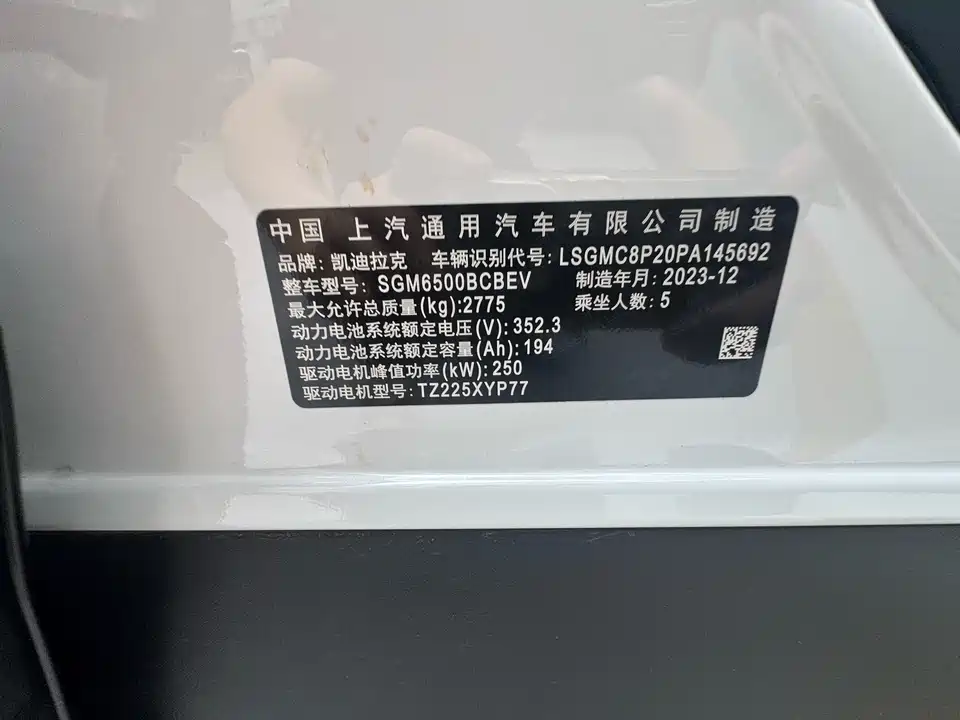 中国 上汽通用汽车有限公司制造
品牌: 凯迪拉克 车辆识别代号: LSGMC8P20PA145692
整车型号: SGM6500BCBEV 制造年月: 2023-12
最大允许总质量(kg):2775 乘坐人数: 5
动力电池系统额定电压(V): 352.3
动力电池系统额定容量(Ah): 194
驱动电机峰值功率(kW): 250
驱动电机型号: TZ225XYP77